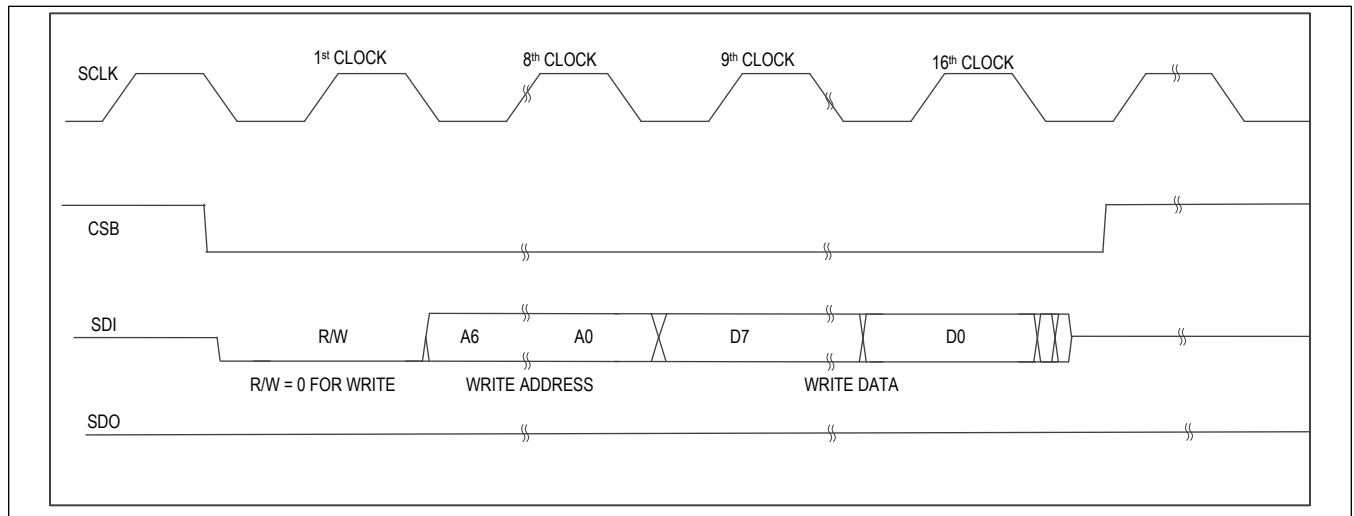 1st CLOCK 8th CLOCK 9th CLOCK 16th CLOCK
SCLK
CSB
SDI R/W A6 A0 D7 D0
R/W = 0 FOR WRITE WRITE ADDRESS WRITE DATA
SDO